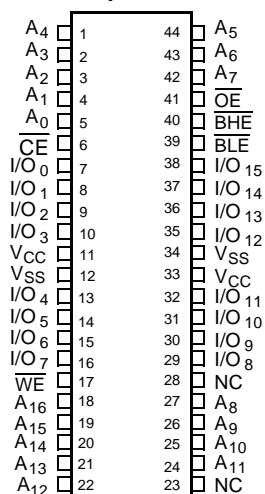 A4 1 44 A5
A3 2 43 A6
A2 3 42 A7
A1 4 41 OE
A0 5 40 BHE
CE 6 39 BLE
I/O0 7 38 I/O15
I/O1 8 37 I/O14
I/O2 9 36 I/O13
I/O3 10 35 I/O12
VCC 11 34 VSS
VSS 12 33 VCC
I/O4 13 32 I/O11
I/O5 14 31 I/O10
I/O6 15 30 I/O9
I/O7 16 29 I/O8
WE 17 28 NC
A16 18 27 A8
A15 19 26 A9
A14 20 25 A10
A13 21 24 A11
A12 22 23 NC